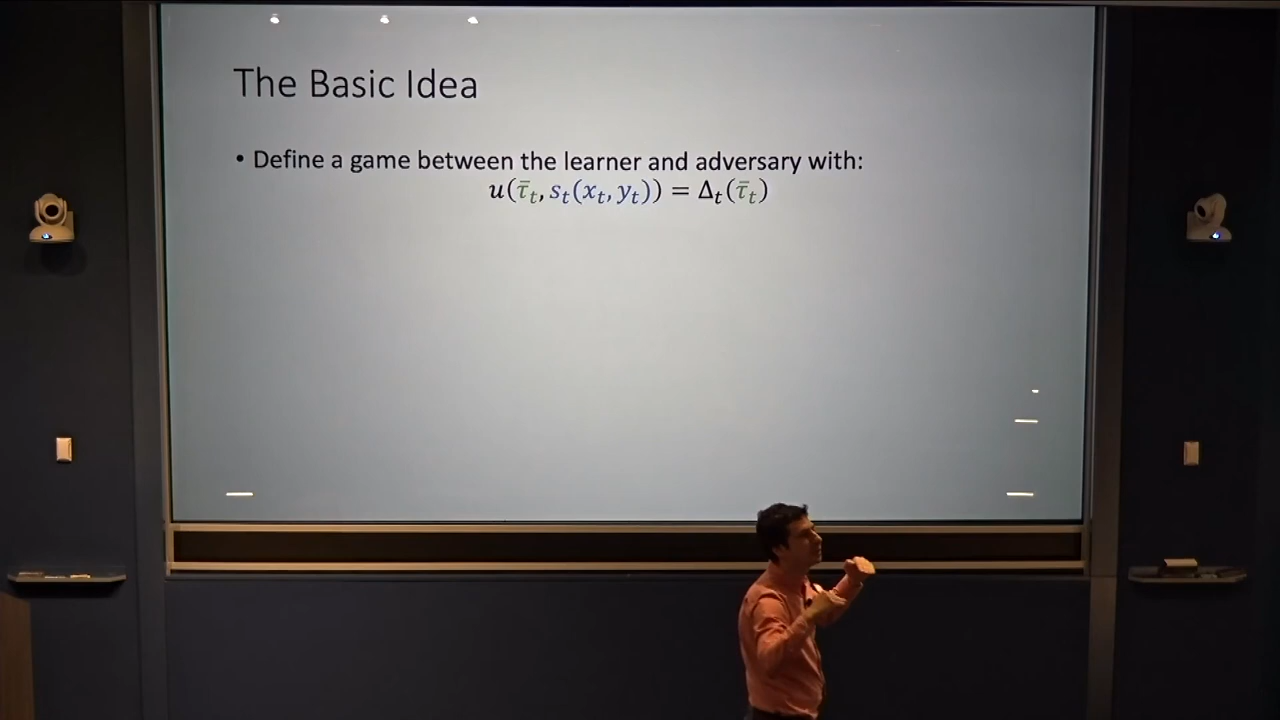 The Basic Idea
• Define a game between the learner and adversary with:
u(τ̄ₜ, sₜ(xₜ, yₜ)) = Δₜ(τ̄ₜ)